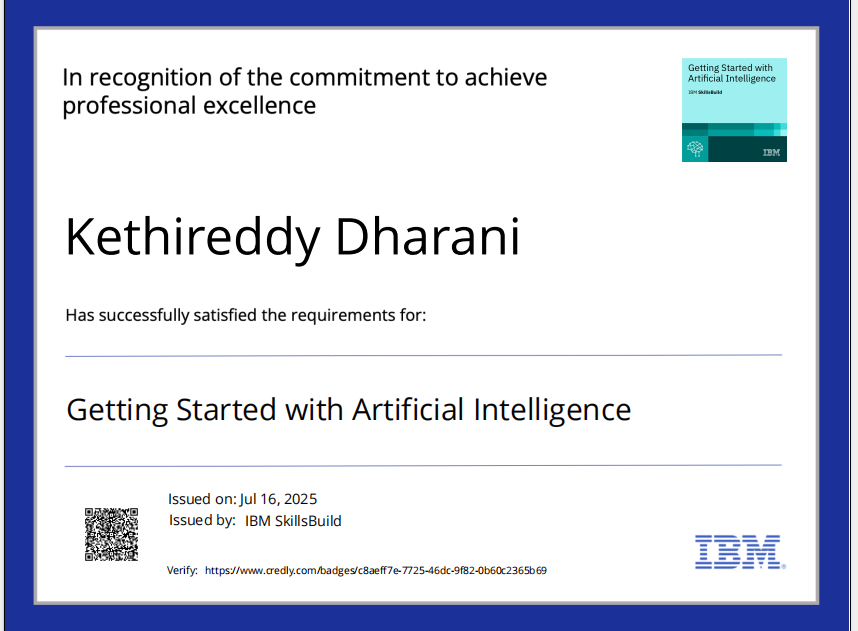 In recognition of the commitment to achieve
professional excellence
Getting Started with
Artificial Intelligence
IBM SkillsBuild
IBM
Kethireddy Dharani
Has successfully satisfied the requirements for:
Getting Started with Artificial Intelligence
Issued on: Jul 16, 2025
Issued by: IBM SkillsBuild
Verify: https://www.credly.com/badges/c8aeff7e-7725-46dc-9f82-0b60c2365b69
IBM®